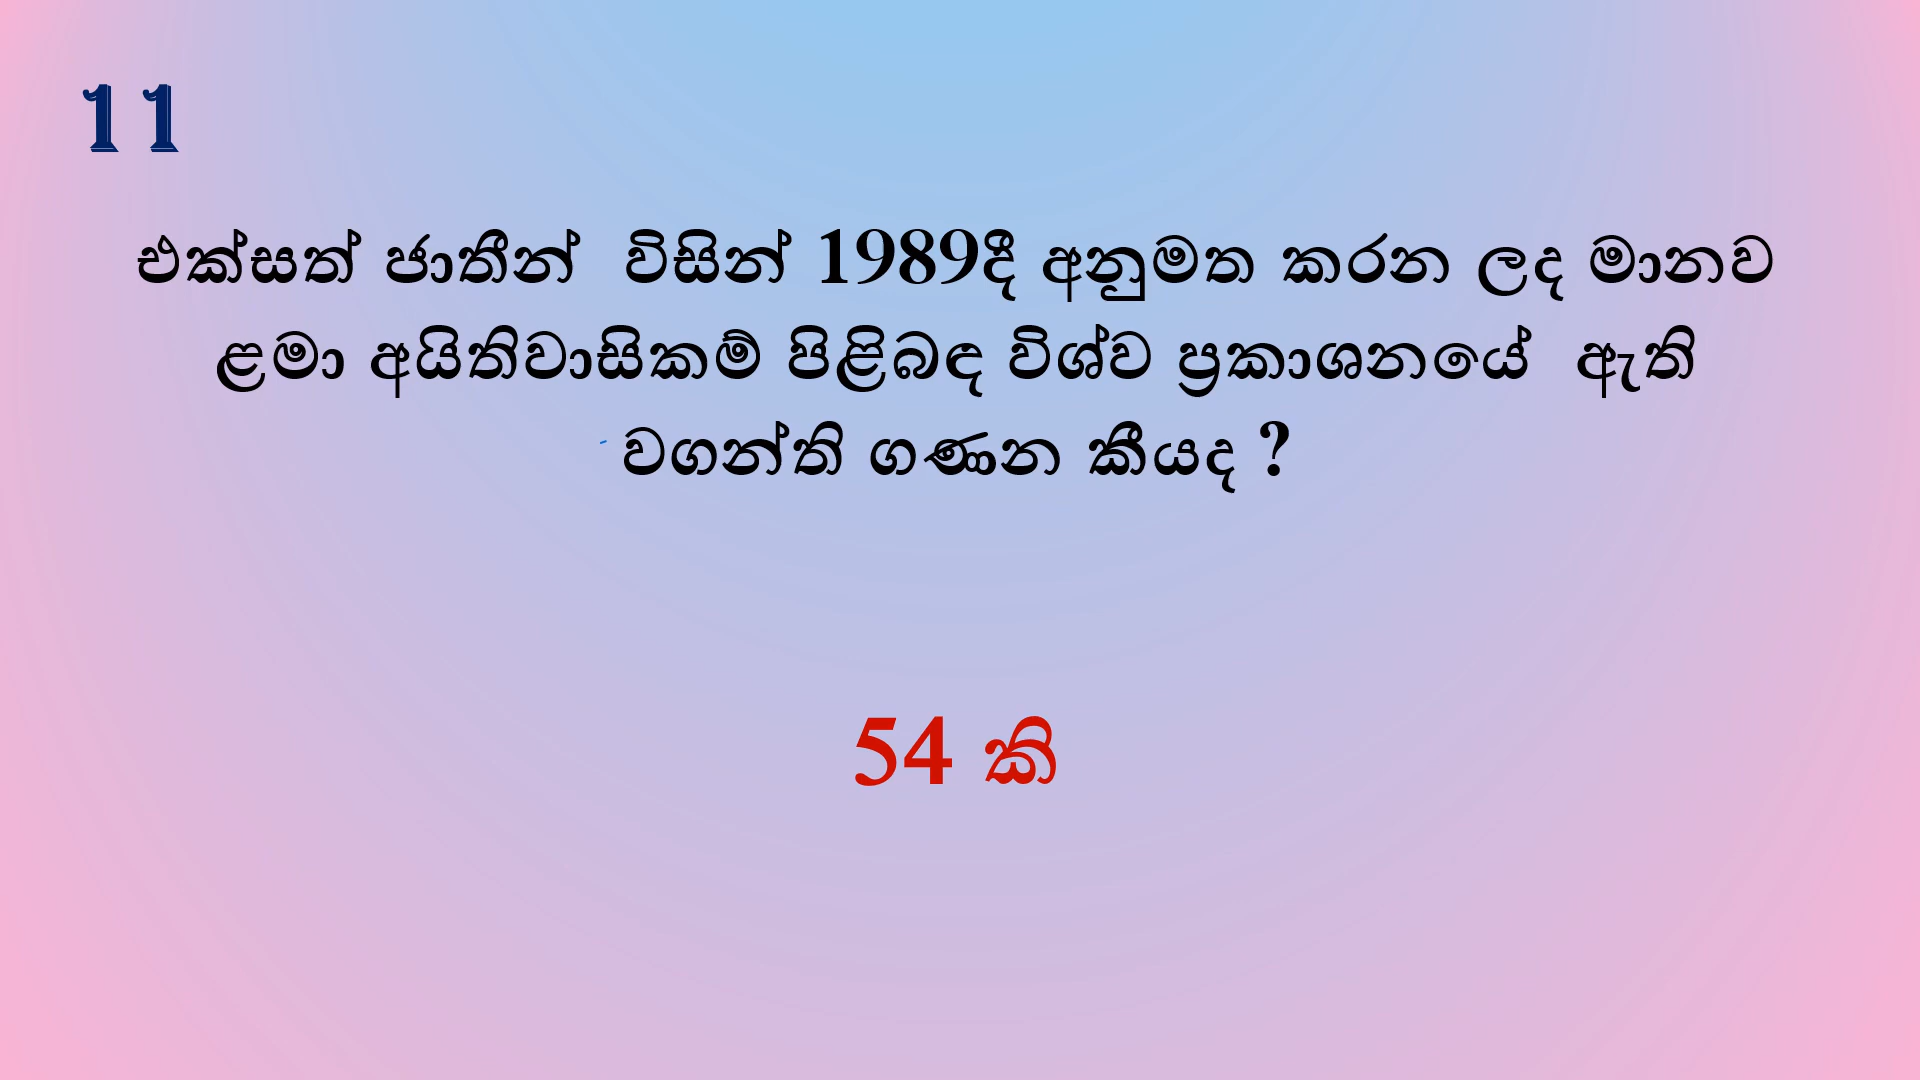 11
එක්සත් ජාතීන් විසින් 1989දී අනුමත කරන ලද මානව
ළමා අයිතිවාසිකම් පිළිබඳ විශ්ව ප්‍රකාශනයේ ඇති
වගන්ති ගණන කීයද ?
54 කි